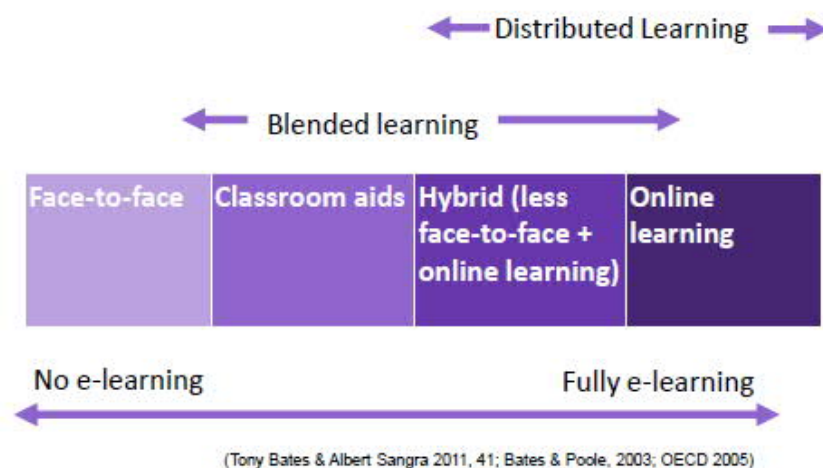 Distributed Learning
Blended learning
Face-to-face
Classroom aids
Hybrid (less
face-to-face +
online learning)
Online
learning
No e-learning
Fully e-learning
(Tony Bates & Albert Sangra 2011, 41; Bates & Poole, 2003; OECD 2005)